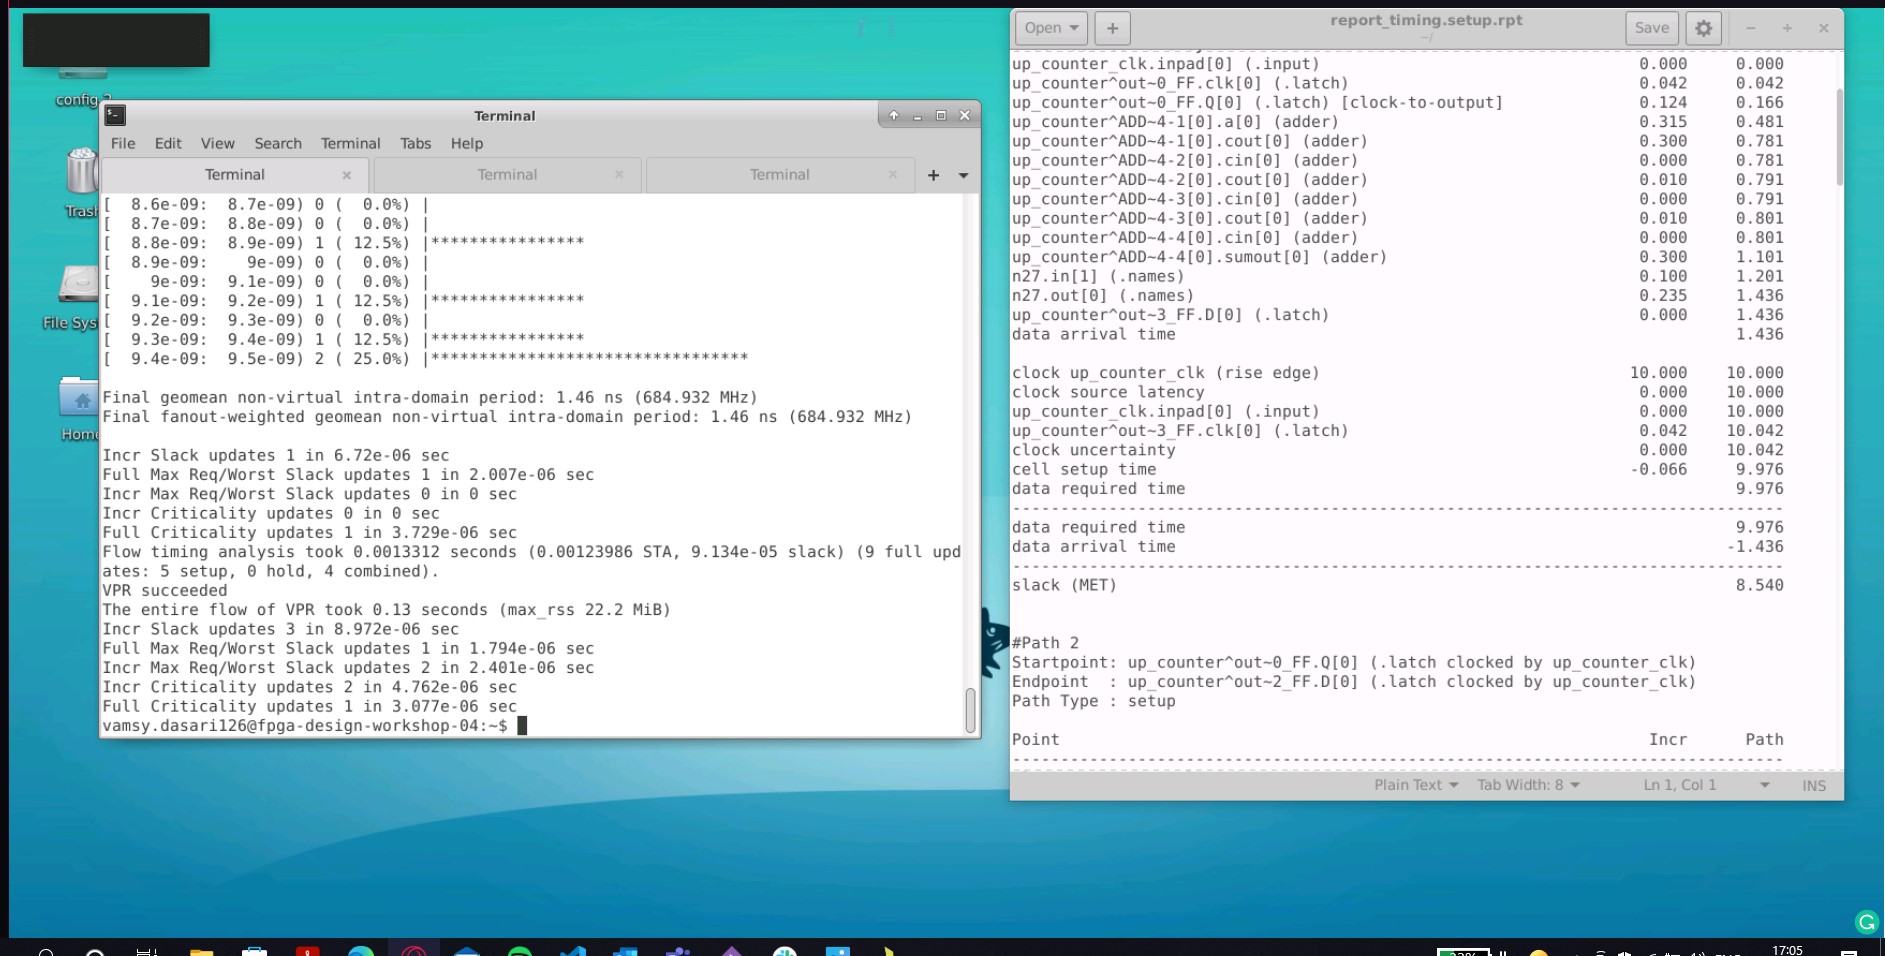 config 2
Trash
File Sys
Home
Terminal
File Edit View Search Terminal Tabs Help
Terminal × Terminal × Terminal × +
[ 8.6e-09: 8.7e-09) 0 ( 0.0%) |
[ 8.7e-09: 8.8e-09) 0 ( 0.0%) |
[ 8.8e-09: 8.9e-09) 1 ( 12.5%) |****************
[ 8.9e-09: 9e-09) 0 ( 0.0%) |
[ 9e-09: 9.1e-09) 0 ( 0.0%) |
[ 9.1e-09: 9.2e-09) 1 ( 12.5%) |****************
[ 9.2e-09: 9.3e-09) 0 ( 0.0%) |
[ 9.3e-09: 9.4e-09) 1 ( 12.5%) |****************
[ 9.4e-09: 9.5e-09) 2 ( 25.0%) |*********************************
Final geomean non-virtual intra-domain period: 1.46 ns (684.932 MHz)
Final fanout-weighted geomean non-virtual intra-domain period: 1.46 ns (684.932 MHz)
Incr Slack updates 1 in 6.72e-06 sec
Full Max Req/Worst Slack updates 1 in 2.007e-06 sec
Incr Max Req/Worst Slack updates 0 in 0 sec
Incr Criticality updates 0 in 0 sec
Full Criticality updates 1 in 3.729e-06 sec
Flow timing analysis took 0.0013312 seconds (0.00123986 STA, 9.134e-05 slack) (9 full upd
ates: 5 setup, 0 hold, 4 combined).
VPR succeeded
The entire flow of VPR took 0.13 seconds (max_rss 22.2 MiB)
Incr Slack updates 3 in 8.972e-06 sec
Full Max Req/Worst Slack updates 1 in 1.794e-06 sec
Incr Max Req/Worst Slack updates 2 in 2.401e-06 sec
Incr Criticality updates 2 in 4.762e-06 sec
Full Criticality updates 1 in 3.077e-06 sec
vamsy.dasari126@fpga-design-workshop-04:~$
Open + report_timing.setup.rpt Save
~/
up_counter_clk.inpad[0] (.input) 0.000 0.000
up_counter^out~0_FF.clk[0] (.latch) 0.042 0.042
up_counter^out~0_FF.Q[0] (.latch) [clock-to-output] 0.124 0.166
up_counter^ADD~4-1[0].a[0] (adder) 0.315 0.481
up_counter^ADD~4-1[0].cout[0] (adder) 0.300 0.781
up_counter^ADD~4-2[0].cin[0] (adder) 0.000 0.781
up_counter^ADD~4-2[0].cout[0] (adder) 0.010 0.791
up_counter^ADD~4-3[0].cin[0] (adder) 0.000 0.791
up_counter^ADD~4-3[0].cout[0] (adder) 0.010 0.801
up_counter^ADD~4-4[0].cin[0] (adder) 0.000 0.801
up_counter^ADD~4-4[0].sumout[0] (adder) 0.300 1.101
n27.in[1] (.names) 0.100 1.201
n27.out[0] (.names) 0.235 1.436
up_counter^out~3_FF.D[0] (.latch) 0.000 1.436
data arrival time 1.436
clock up_counter_clk (rise edge) 10.000 10.000
clock source latency 0.000 10.000
up_counter_clk.inpad[0] (.input) 0.000 10.000
up_counter^out~3_FF.clk[0] (.latch) 0.042 10.042
clock uncertainty 0.000 10.042
cell setup time -0.066 9.976
data required time 9.976
--------------------------------------------------------------------------------
data required time 9.976
data arrival time -1.436
--------------------------------------------------------------------------------
slack (MET) 8.540
#Path 2
Startpoint: up_counter^out~0_FF.Q[0] (.latch clocked by up_counter_clk)
Endpoint : up_counter^out~2_FF.D[0] (.latch clocked by up_counter_clk)
Path Type : setup
Point Incr Path
--------------------------------------------------------------------------------
Plain Text Tab Width: 8 Ln 1, Col 1 INS
17:05